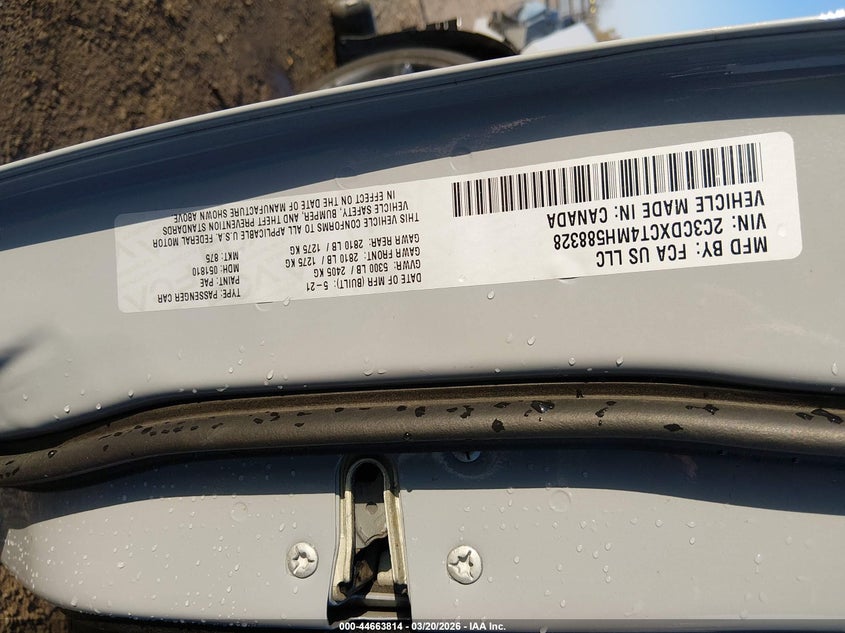 MFD BY: FCA US LLC
VIN: 2C3CDXCT4MH588328
VEHICLE MADE IN: CANADA
DATE OF MFR (BUILT): 5-21
GVWR: 5300 LB / 2405 KG
GAWR FRONT: 2810 LB / 1275 KG
GAWR REAR: 2810 LB / 1275 KG
THIS VEHICLE CONFORMS TO ALL APPLICABLE U.S.A. FEDERAL MOTOR
VEHICLE SAFETY, BUMPER, AND THEFT PREVENTION STANDARDS
IN EFFECT ON THE DATE OF MANUFACTURE SHOWN ABOVE
TYPE: PASSENGER CAR
PAINT: PAE
MDH: 051810
MKT: 875
000-44663814 — 03/20/2026 — IAA Inc.